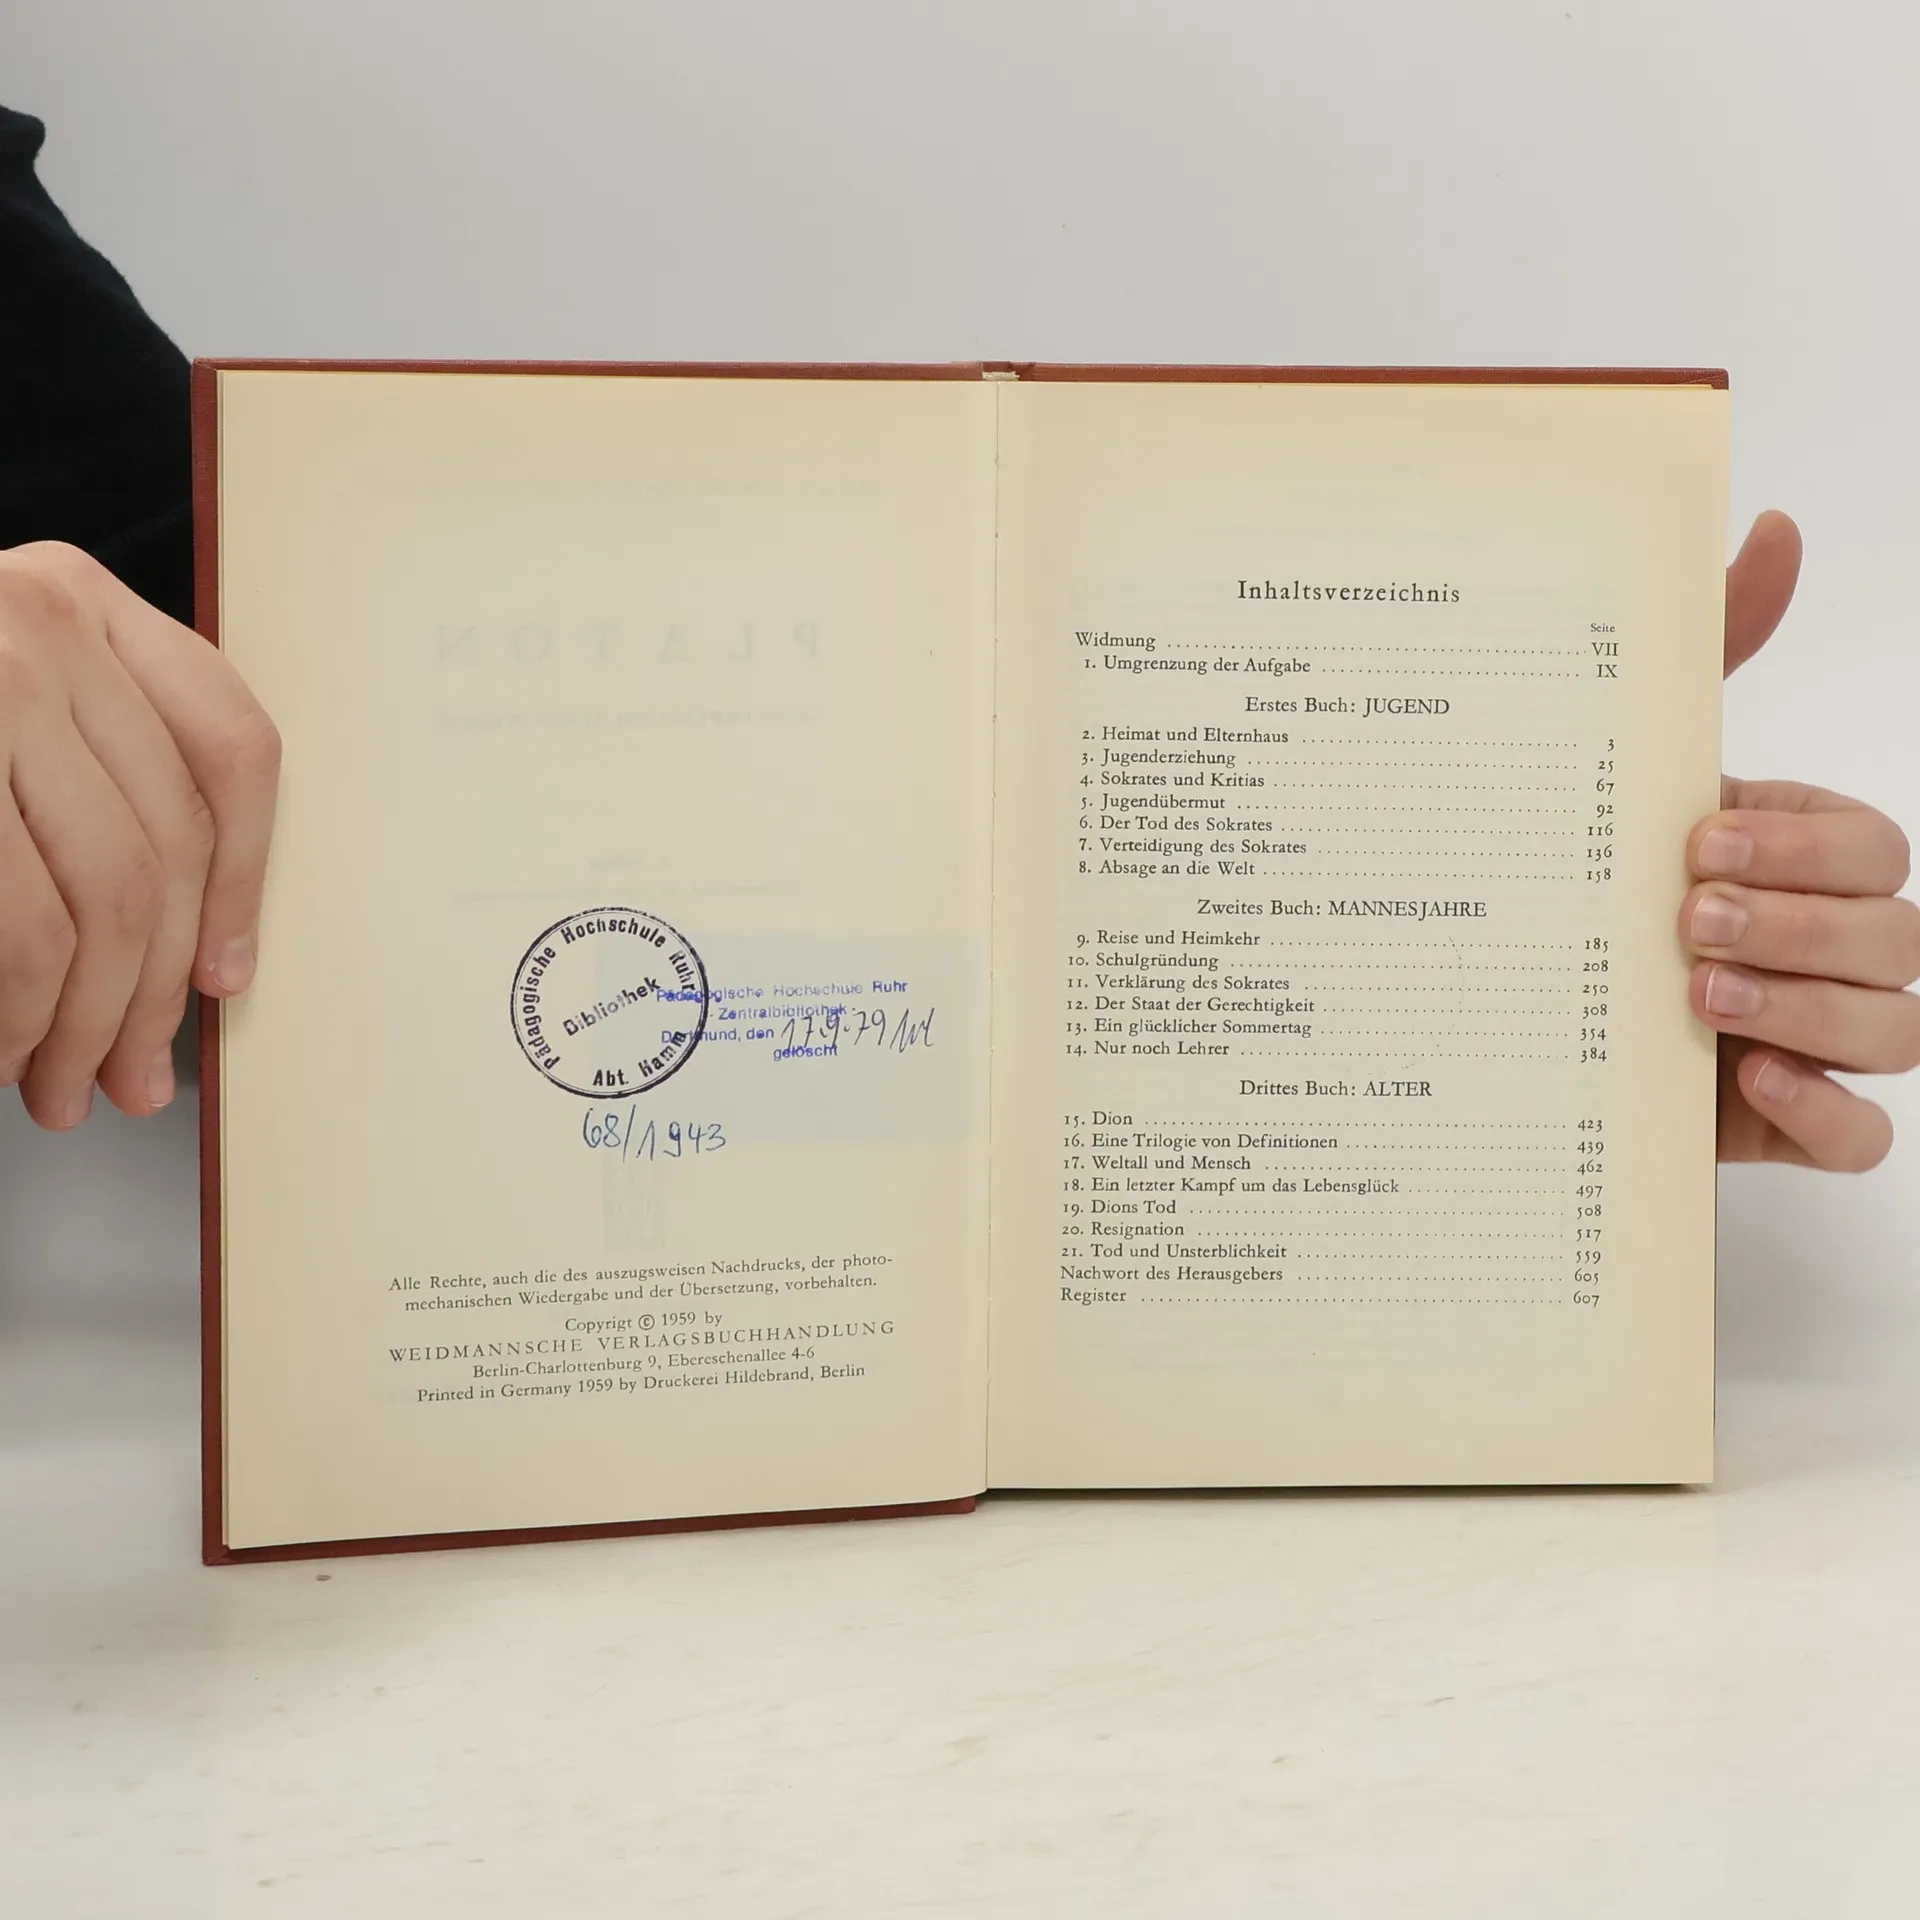 PLATON
Pädagogische Hochschule Ruhr
Bibliothek
Abt. Hamm
Pädagogische Hochschule Ruhr
- Zentralbibliothek -
Dortmund, den 17.9.79
gelöscht
68/1943
Alle Rechte, auch die des auszugsweisen Nachdrucks, der photo-
mechanischen Wiedergabe und der Übersetzung, vorbehalten.
Copyrigt © 1959 by
WEIDMANNSCHE VERLAGSBUCHHANDLUNG
Berlin-Charlottenburg 9, Ebereschenallee 4-6
Printed in Germany 1959 by Druckerei Hildebrand, Berlin
Inhaltsverzeichnis
Seite
Widmung ........ VII
1. Umgrenzung der Aufgabe ........ IX
Erstes Buch: JUGEND
2. Heimat und Elternhaus ........ 3
3. Jugenderziehung ........ 25
4. Sokrates und Kritias ........ 67
5. Jugendübermut ........ 92
6. Der Tod des Sokrates ........ 116
7. Verteidigung des Sokrates ........ 136
8. Absage an die Welt ........ 158
Zweites Buch: MANNESJAHRE
9. Reise und Heimkehr ........ 185
10. Schulgründung ........ 208
11. Verklärung des Sokrates ........ 250
12. Der Staat der Gerechtigkeit ........ 308
13. Ein glücklicher Sommertag ........ 354
14. Nur noch Lehrer ........ 384
Drittes Buch: ALTER
15. Dion ........ 423
16. Eine Trilogie von Definitionen ........ 439
17. Weltall und Mensch ........ 462
18. Ein letzter Kampf um das Lebensglück ........ 497
19. Dions Tod ........ 508
20. Resignation ........ 517
21. Tod und Unsterblichkeit ........ 559
Nachwort des Herausgebers ........ 605
Register ........ 607